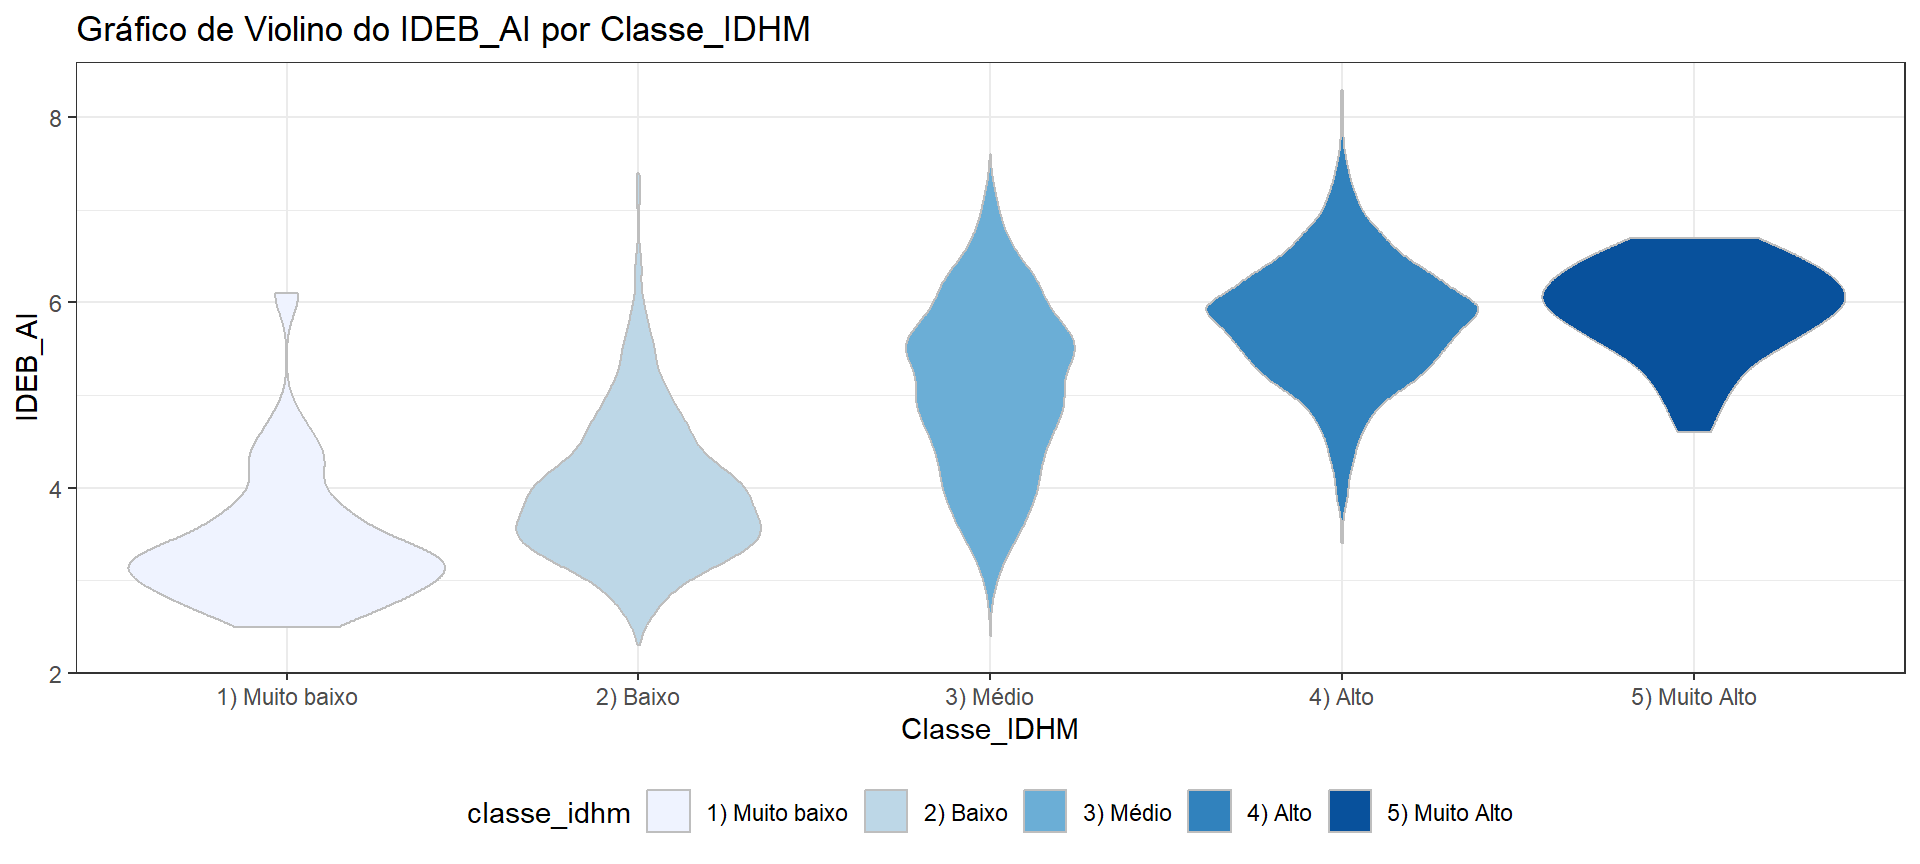 Gráfico de Violino do IDEB_AI por Classe_IDHM
IDEB_AI
8
6
4
2
1) Muito baixo 2) Baixo 3) Médio 4) Alto 5) Muito Alto
Classe_IDHM
classe_idhm 1) Muito baixo 2) Baixo 3) Médio 4) Alto 5) Muito Alto